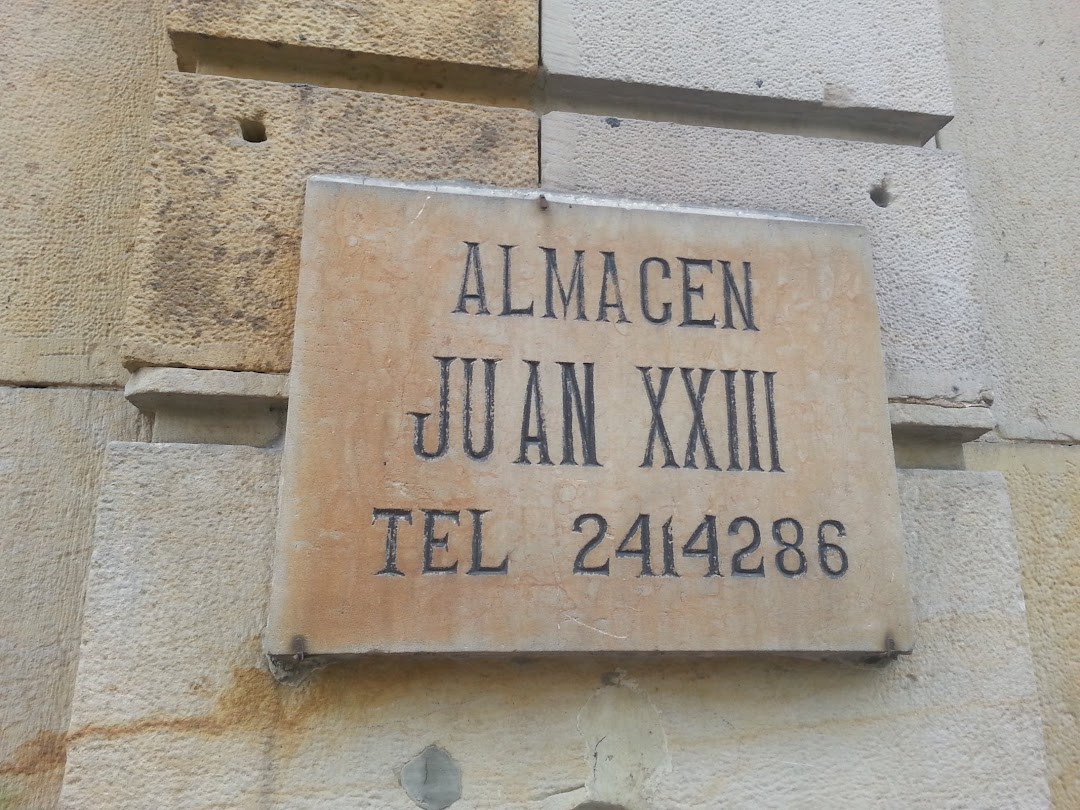 ALMACEN
JUAN XXIII
TEL 2414286